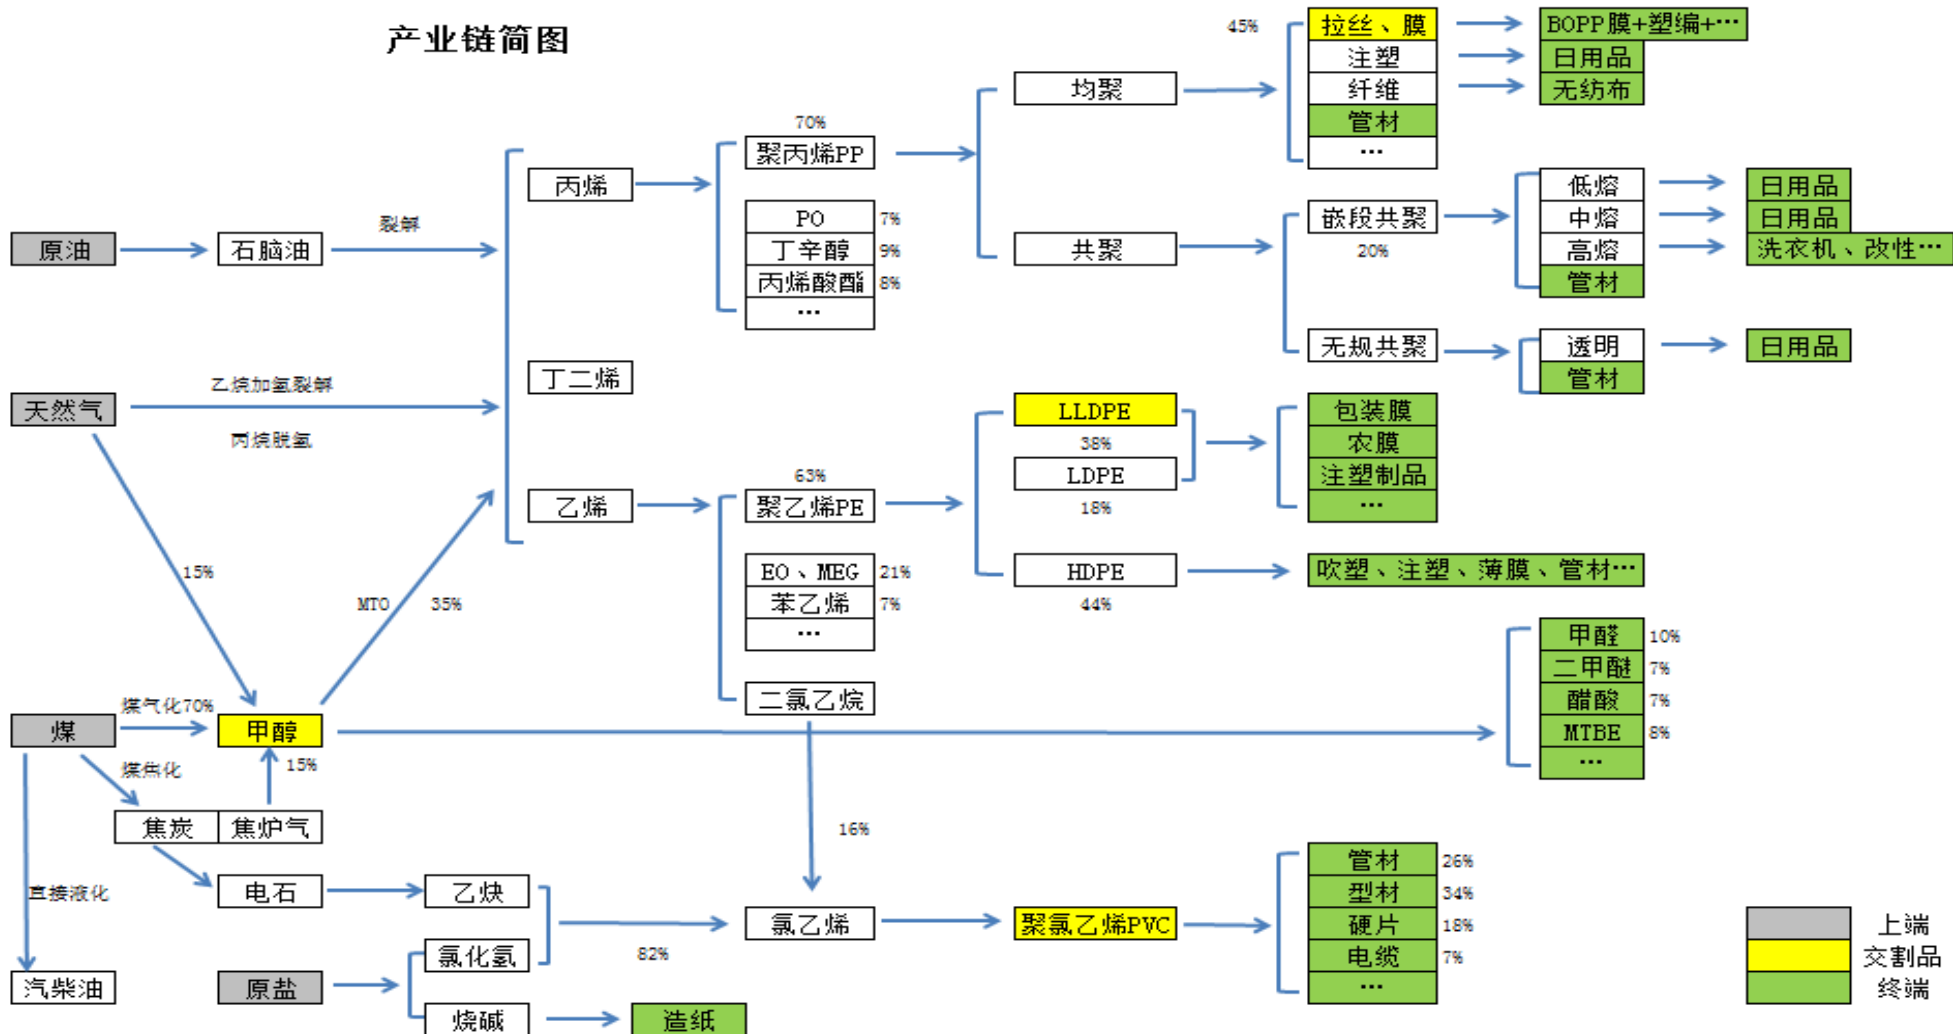 产业链简图
45%
拉丝、膜
BOPP膜+塑编+…
注塑
日用品
均聚
纤维
无纺布
管材
…
70%
聚丙烯PP
丙烯
PO
7%
丁辛醇
9%
丙烯酸酯
8%
…
共聚
嵌段共聚
20%
低熔
日用品
中熔
日用品
高熔
洗衣机、改性…
管材
无规共聚
透明
日用品
管材
原油
石脑油
裂解
丁二烯
天然气
乙烷加氢裂解
丙烷脱氢
乙烯
63%
聚乙烯PE
LLDPE
38%
LDPE
18%
包装膜
农膜
注塑制品
…
EO、MEG
21%
苯乙烯
7%
…
HDPE
44%
吹塑、注塑、薄膜、管材…
二氯乙烷
15%
MTO
35%
甲醛
10%
二甲醚
7%
醋酸
7%
MTBE
8%
…
煤
煤气化70%
甲醇
煤焦化
15%
焦炭
焦炉气
16%
直接液化
电石
乙炔
氯化氢
82%
氯乙烯
聚氯乙烯PVC
管材
26%
型材
34%
硬片
18%
电缆
7%
…
汽柴油
原盐
烧碱
造纸
上端
交割品
终端